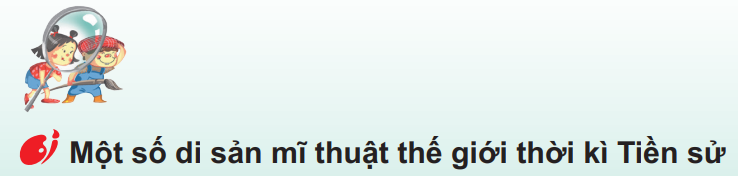 Một số di sản mĩ thuật thế giới thời kì Tiền sử